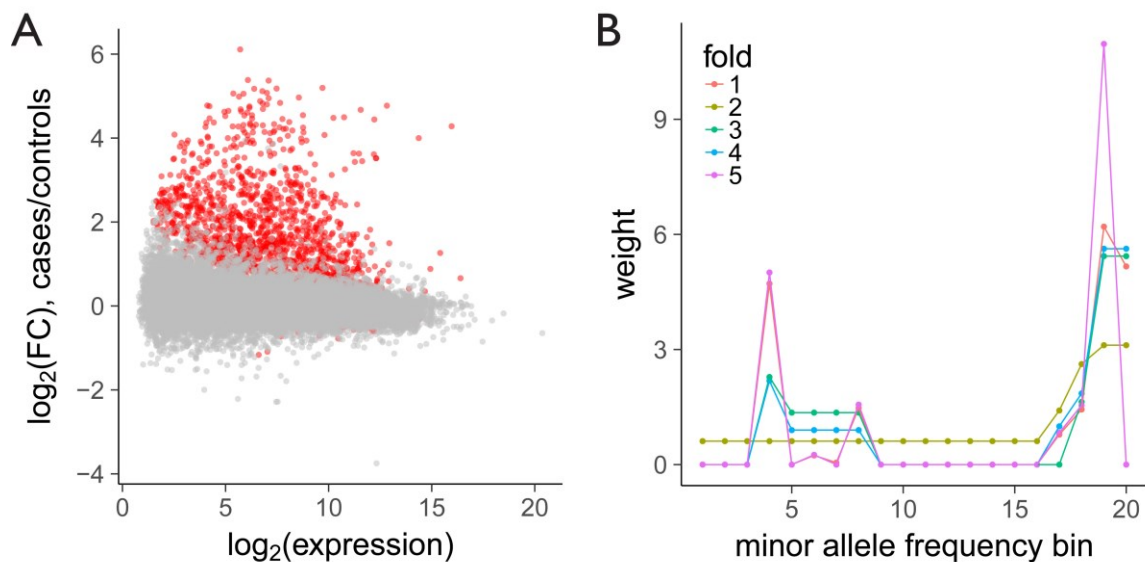 A
log₂(FC), cases/controls
6
4
2
0
−2
−4
0 5 10 15 20
log₂(expression)
B
weight
9
6
3
0
fold
1
2
3
4
5
5 10 15 20
minor allele frequency bin